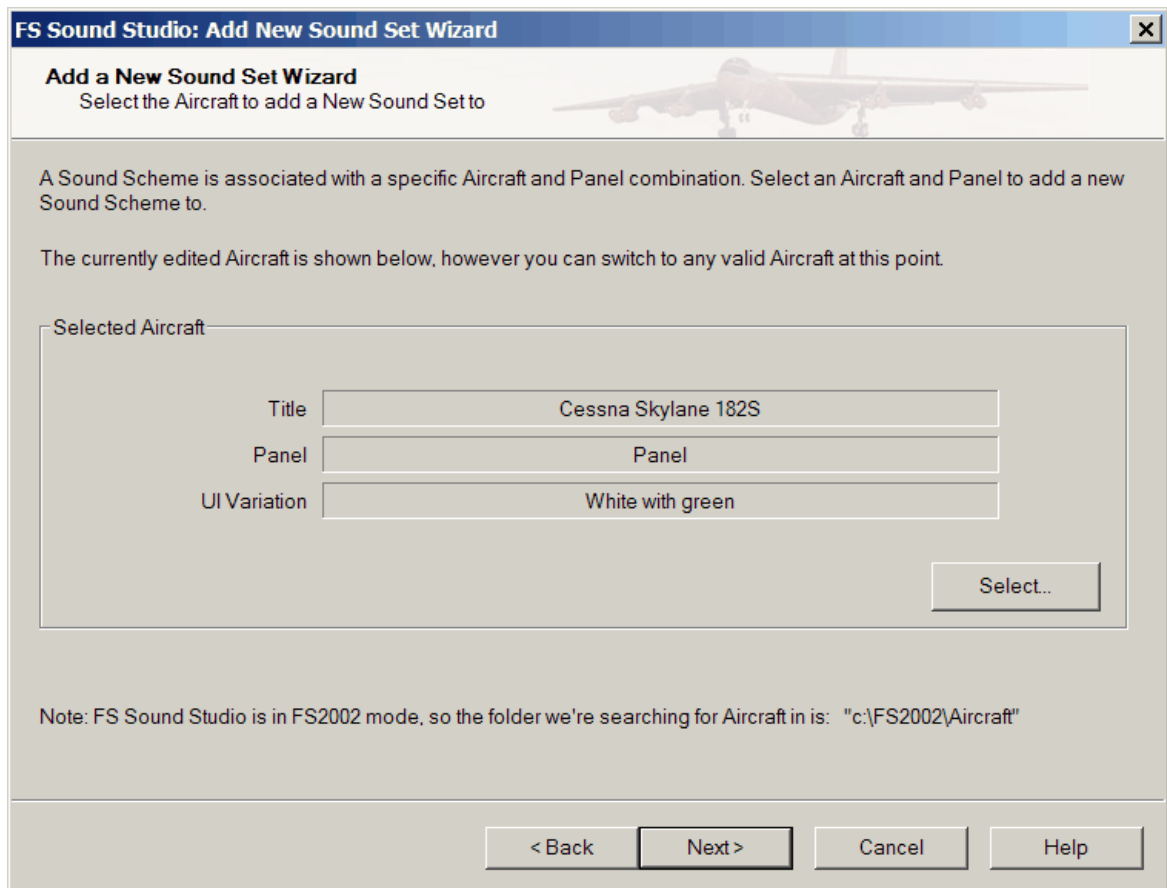 FS Sound Studio: Add New Sound Set Wizard
Add a New Sound Set Wizard
Select the Aircraft to add a New Sound Set to
A Sound Scheme is associated with a specific Aircraft and Panel combination. Select an Aircraft and Panel to add a new
Sound Scheme to.
The currently edited Aircraft is shown below, however you can switch to any valid Aircraft at this point.
Selected Aircraft
Title Cessna Skylane 182S
Panel Panel
UI Variation White with green
Select...
Note: FS Sound Studio is in FS2002 mode, so the folder we're searching for Aircraft in is: "c:\FS2002\Aircraft"
< Back Next > Cancel Help